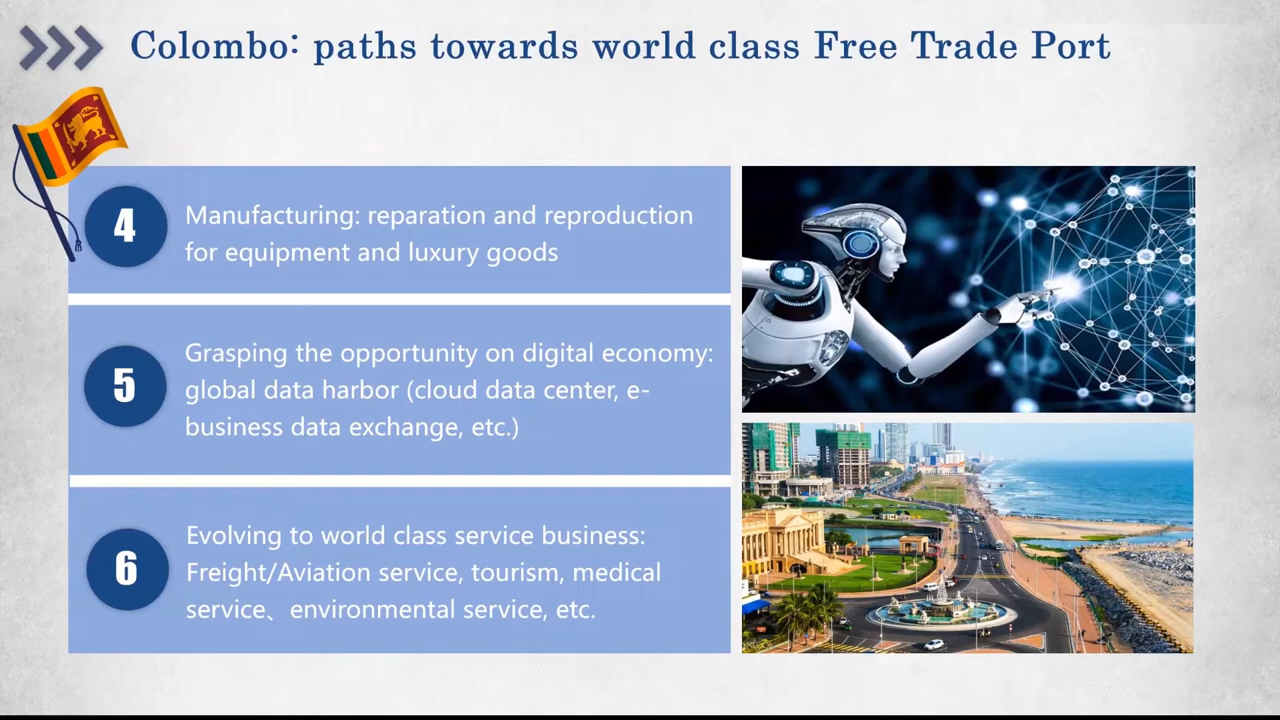 Colombo: paths towards world class Free Trade Port
4
Manufacturing: reparation and reproduction
for equipment and luxury goods
5
Grasping the opportunity on digital economy:
global data harbor (cloud data center, e-
business data exchange, etc.)
6
Evolving to world class service business:
Freight/Aviation service, tourism, medical
service、environmental service, etc.